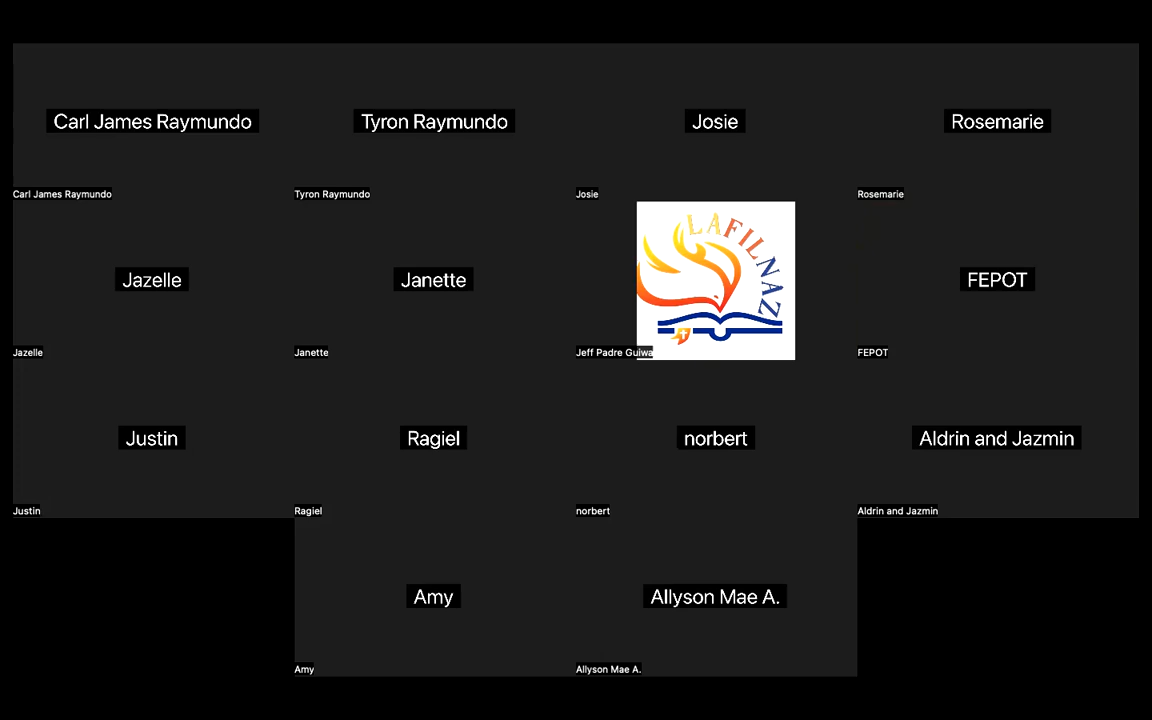 Carl James Raymundo
Tyron Raymundo
Josie
Rosemarie
Carl James Raymundo
Tyron Raymundo
Josie
Rosemarie
Jazelle
Janette
LAFILNAZ
FEPOT
Jazelle
Janette
Jeff Padre Guiwa
FEPOT
Justin
Ragiel
norbert
Aldrin and Jazmin
Justin
Ragiel
norbert
Aldrin and Jazmin
Amy
Allyson Mae A.
Amy
Allyson Mae A.